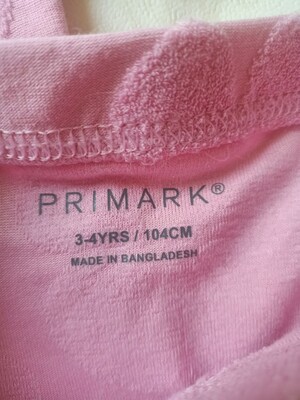 PRIMARK®
3-4YRS / 104CM
MADE IN BANGLADESH